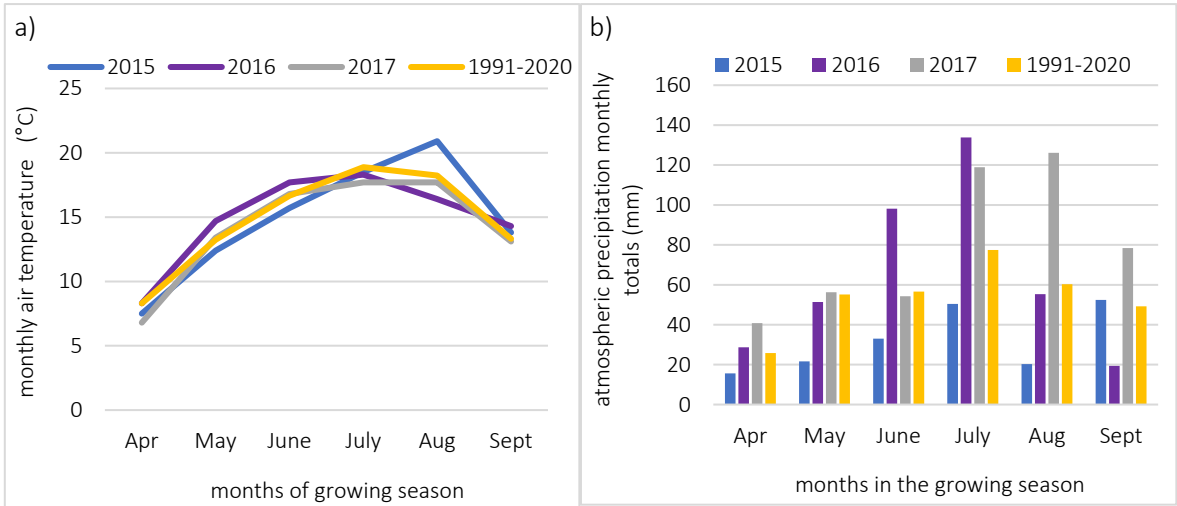 a)
2015 2016 2017 1991-2020
monthly air temperature (°C)
25
20
15
10
5
0
Apr May June July Aug Sept
months of growing season
b)
2015 2016 2017 1991-2020
atmospheric precipitation monthly
totals (mm)
160
140
120
100
80
60
40
20
0
Apr May June July Aug Sept
months in the growing season